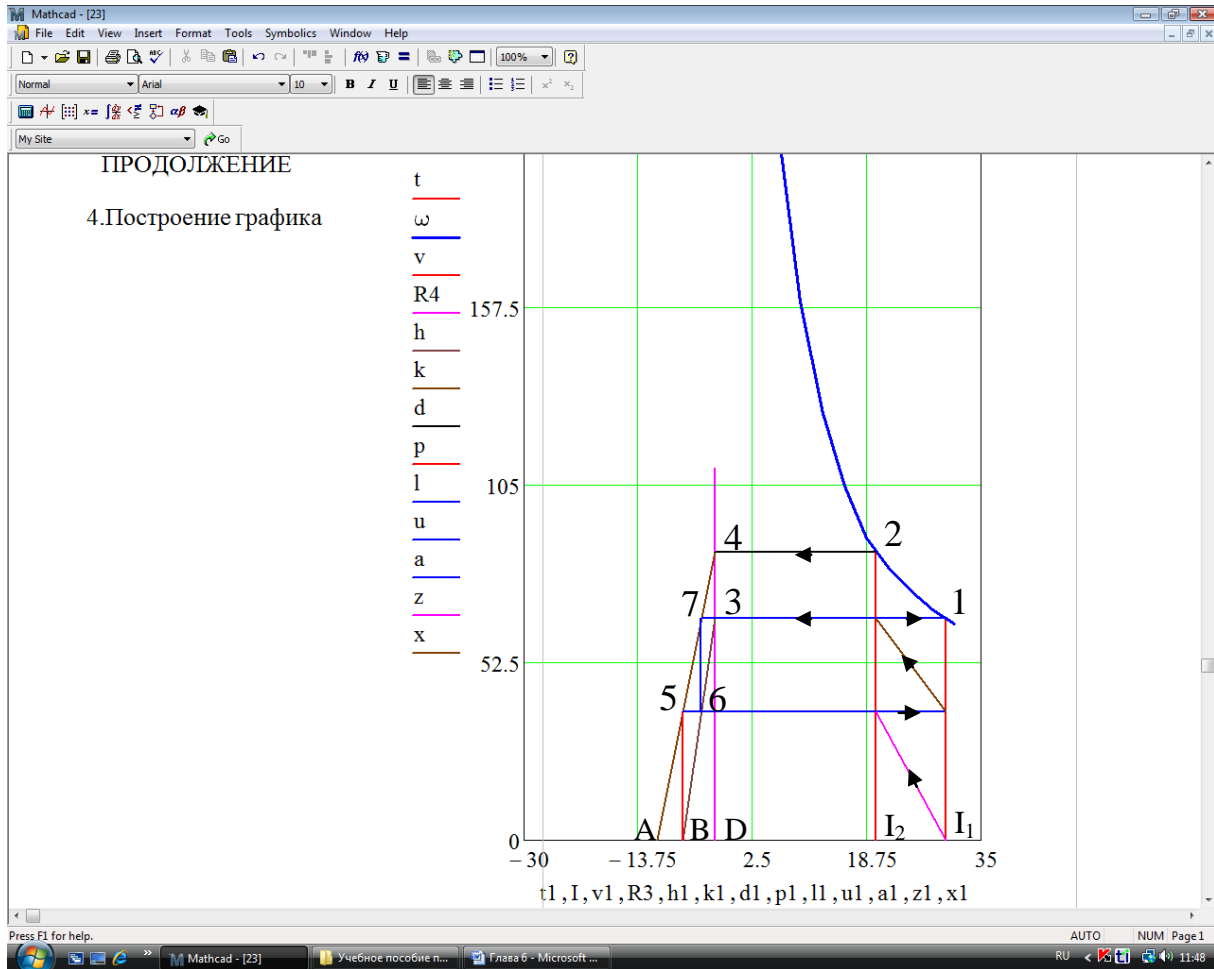 Mathcad - [23]
File Edit View Insert Format Tools Symbolics Window Help
100%
Normal Arial 10 B I U
My Site Go
ПРОДОЛЖЕНИЕ
4.Построение графика
t
ω
v
R4
h
k
d
p
l
u
a
z
x
157.5
105
52.5
0
4 2
7 3 1
5 6
A B D I₂ I₁
−30 −13.75 2.5 18.75 35
t1 , I , v1 , R3 , h1 , k1 , d1 , p1 , l1 , u1 , a1 , z1 , x1
Press F1 for help. AUTO NUM Page 1
Mathcad - [23] Учебное пособие п... Глава 6 - Microsoft ... RU 11:48